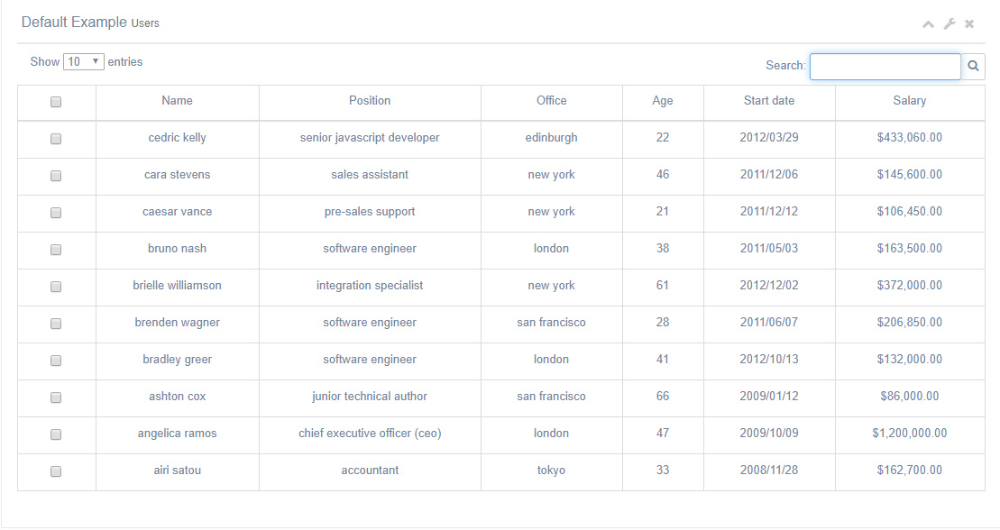 Default Example Users
Show 10 entries Search:
Name Position Office Age Start date Salary
cedric kelly senior javascript developer edinburgh 22 2012/03/29 $433,060.00
cara stevens sales assistant new york 46 2011/12/06 $145,600.00
caesar vance pre-sales support new york 21 2011/12/12 $106,450.00
bruno nash software engineer london 38 2011/05/03 $163,500.00
brielle williamson integration specialist new york 61 2012/12/02 $372,000.00
brenden wagner software engineer san francisco 28 2011/06/07 $206,850.00
bradley greer software engineer london 41 2012/10/13 $132,000.00
ashton cox junior technical author san francisco 66 2009/01/12 $86,000.00
angelica ramos chief executive officer (ceo) london 47 2009/10/09 $1,200,000.00
airi satou accountant tokyo 33 2008/11/28 $162,700.00